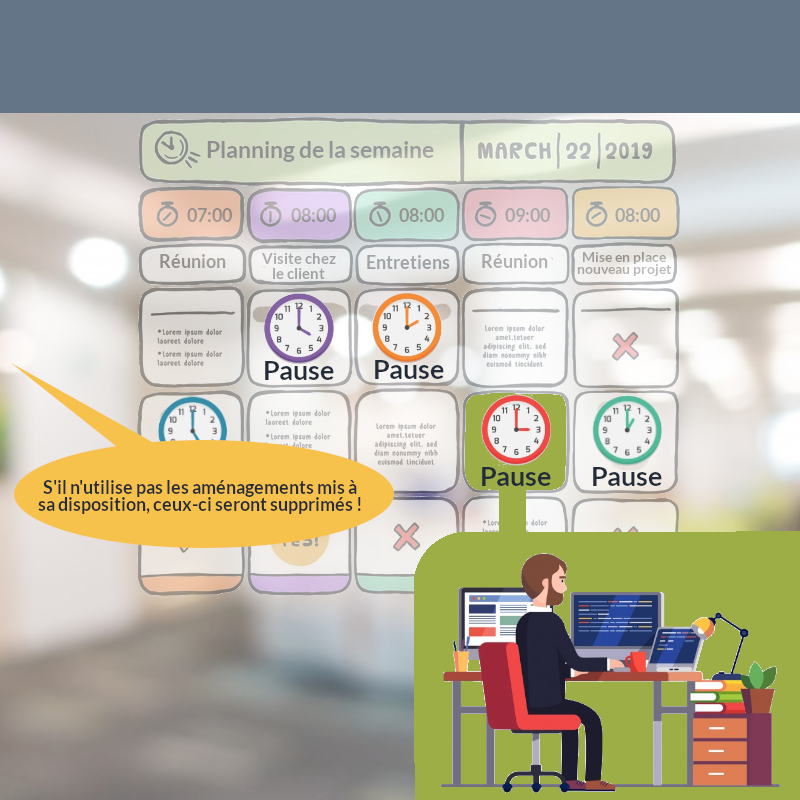 Planning de la semaine
MARCH 22 2019
07:00
08:00
08:00
09:00
08:00
Réunion
Visite chez
le client
Entretiens
Réunion
Mise en place
nouveau projet
*Lorem ipsum dolor
laoreet dolore
*Lorem ipsum dolor
laoreet dolore
Pause
Pause
Lorem ipsum dolor
amet,tetuer
adipiscing elit, sed
diam nonummy nibh
euismod tincidunt
*Lorem ipsum dolor
laoreet dolore
*Lorem ipsum dolor
Lorem ipsum dolor
amet,tetuer
adipiscing elit, sed
diam nonummy nibh
euismod tincidunt
Pause
Pause
S'il n'utilise pas les aménagements mis à
sa disposition, ceux-ci seront supprimés !
YES!
*Lorem ipsum dolor